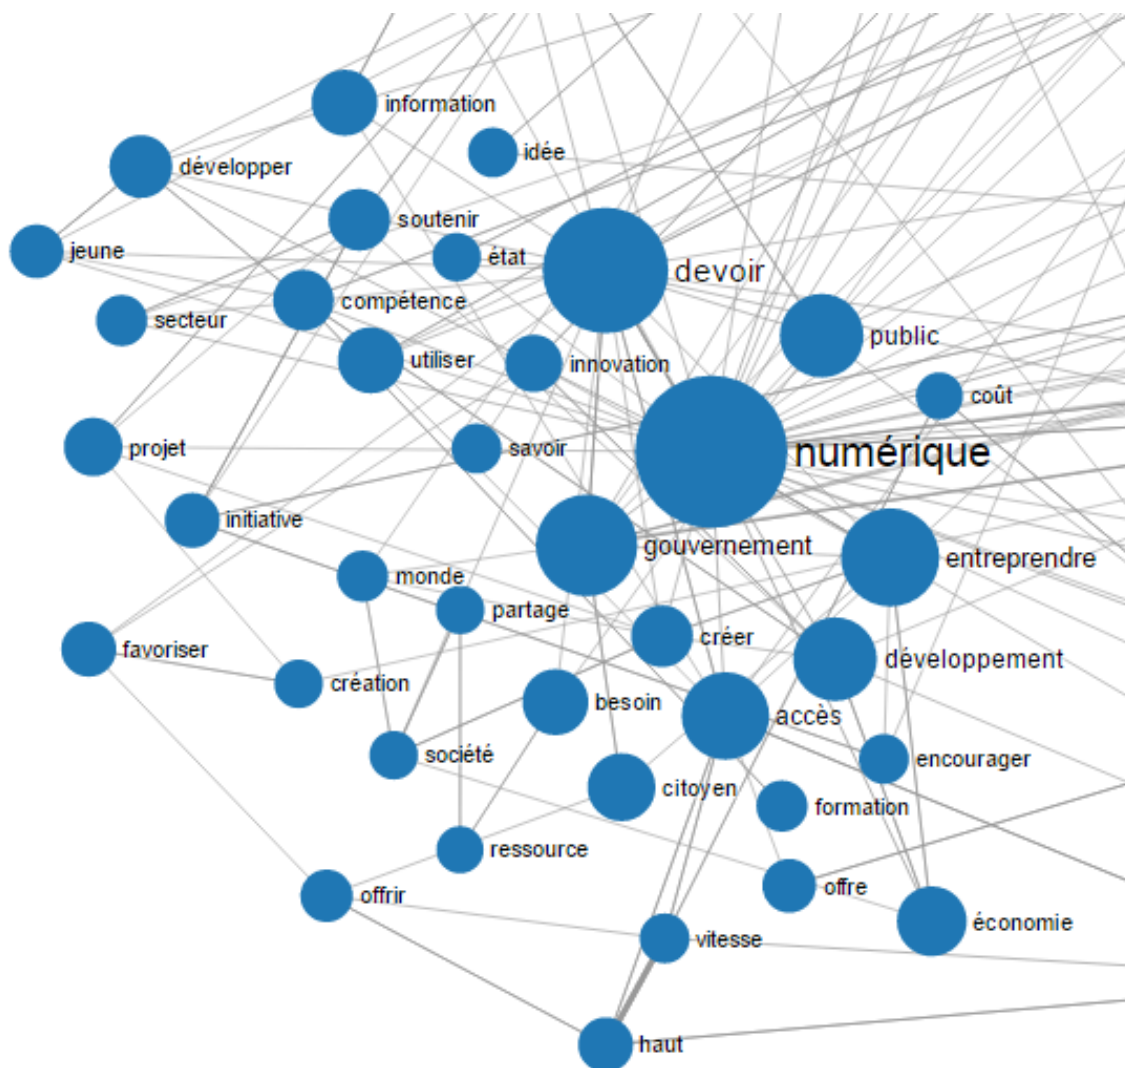 information
idée
développer
soutenir
jeune
état
devoir
compétence
secteur
public
utiliser
innovation
coût
projet
savoir
numérique
initiative
gouvernement
entreprendre
monde
partage
créer
favoriser
développement
création
besoin
accès
société
encourager
citoyen
formation
ressource
offre
offrir
économie
vitesse
haut